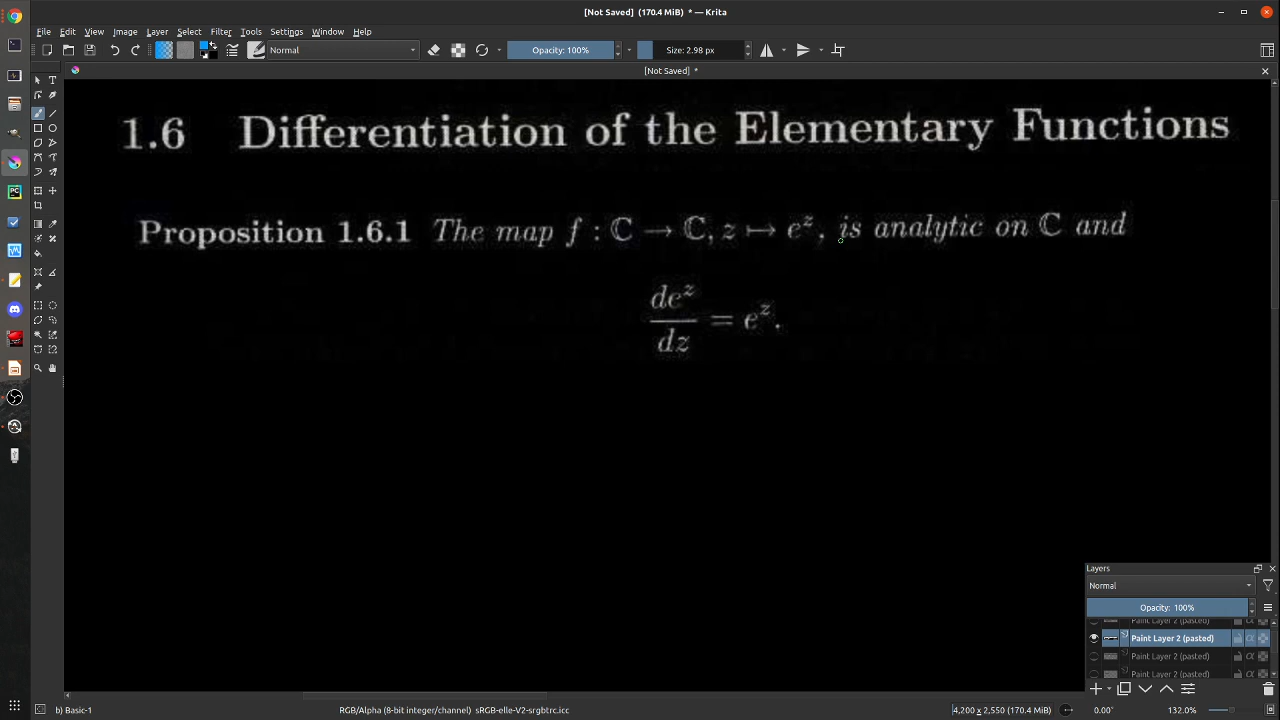 [Not Saved] (170.4 MiB) * — Krita
File Edit View Image Layer Select Filter Tools Settings Window Help
Normal Opacity: 100% Size: 2.98 px
[Not Saved] *
1.6 Differentiation of the Elementary Functions
Proposition 1.6.1 The map f : ℂ → ℂ, z ↦ e^z, is analytic on ℂ and
de^z/dz = e^z.
Layers
Normal
Opacity: 100%
Paint Layer 2 (pasted)
Paint Layer 2 (pasted)
Paint Layer 2 (pasted)
Paint Layer 2 (pasted)
b) Basic-1 RGB/Alpha (8-bit integer/channel) sRGB-elle-V2-srgbtrc.icc 4,200 x 2,550 (170.4 MiB) 0.00° 132.0%